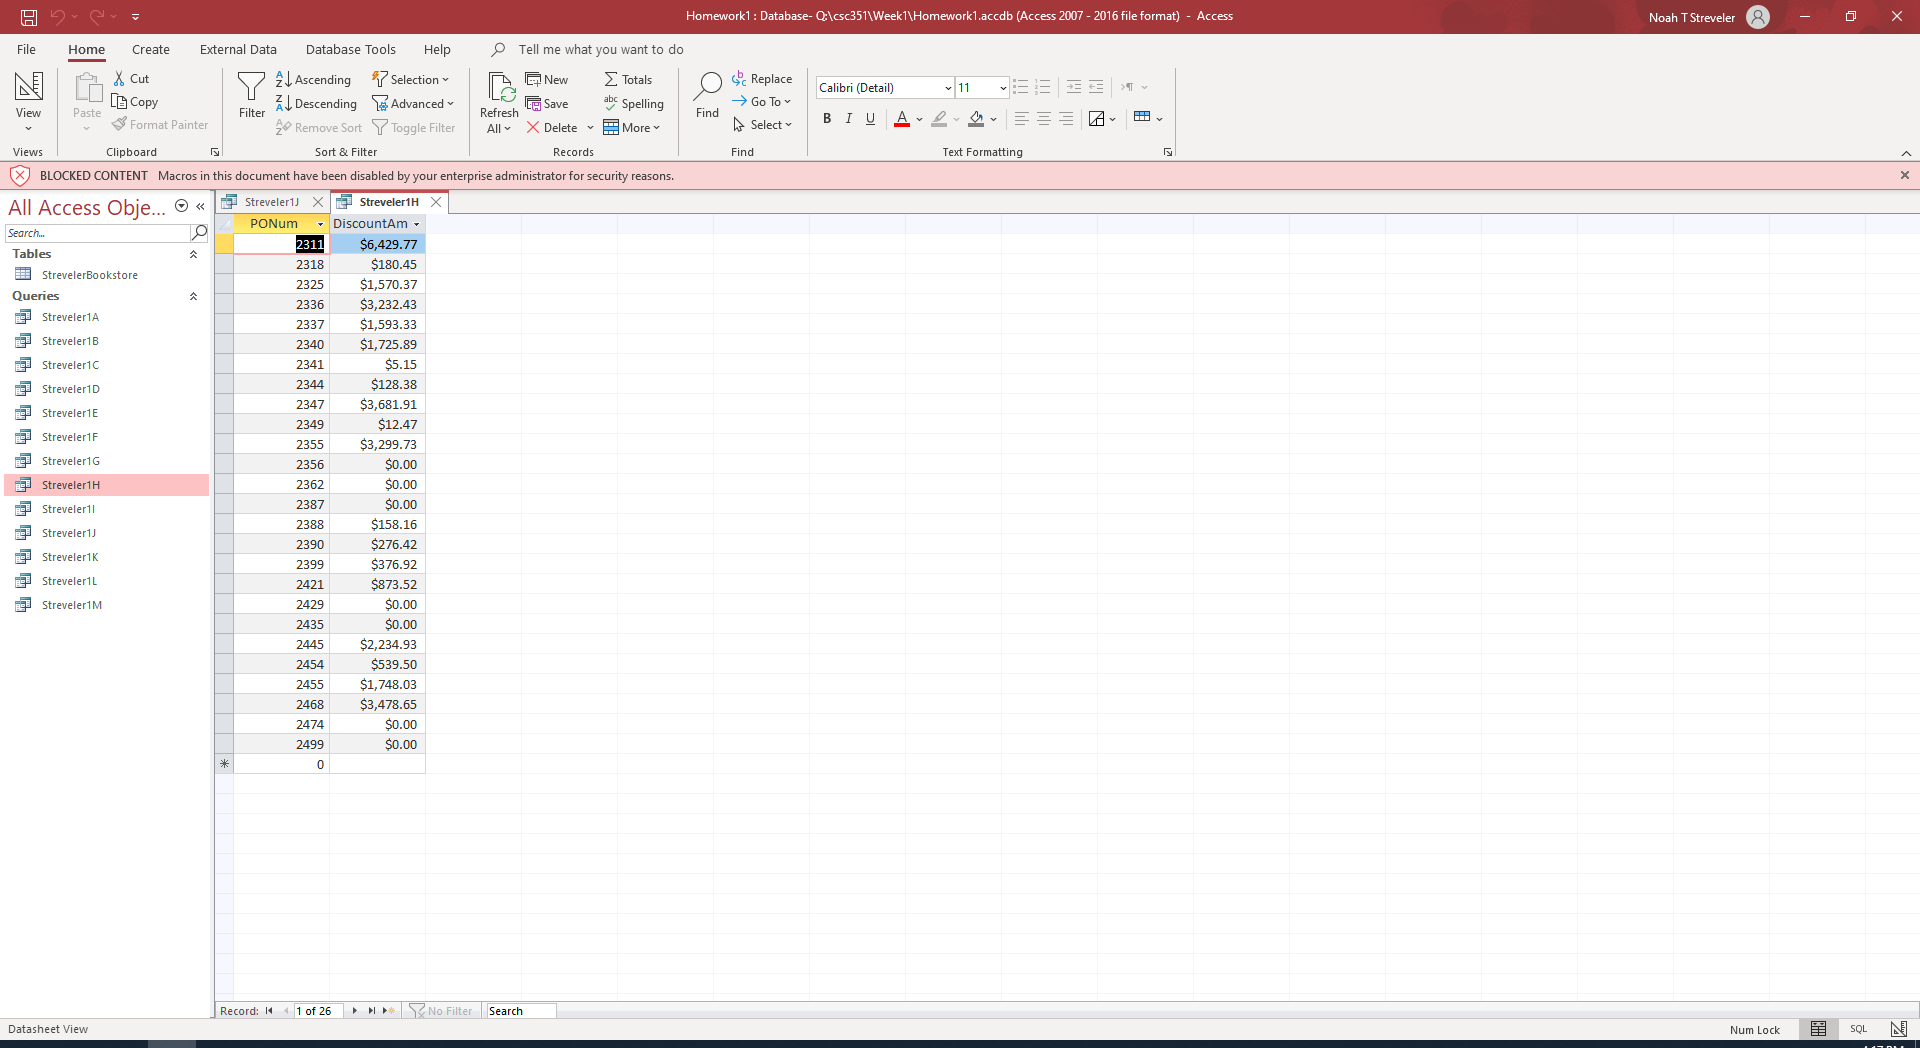 Homework1 : Database- Q:\csc351\Week1\Homework1.accdb (Access 2007 - 2016 file format) - Access
Noah T Streveler
File Home Create External Data Database Tools Help Tell me what you want to do
View
Views
Paste
Cut
Copy
Format Painter
Clipboard
Filter
Ascending
Descending
Remove Sort
Selection
Advanced
Toggle Filter
Sort & Filter
Refresh
All
New
Save
Delete
Totals
Spelling
More
Records
Find
Replace
Go To
Select
Find
Calibri (Detail) 11
B I U
Text Formatting
BLOCKED CONTENT Macros in this document have been disabled by your enterprise administrator for security reasons.
All Access Obje...
Search...
Tables
StrevelerBookstore
Queries
Streveler1A
Streveler1B
Streveler1C
Streveler1D
Streveler1E
Streveler1F
Streveler1G
Streveler1H
Streveler1I
Streveler1J
Streveler1K
Streveler1L
Streveler1M
Streveler1J Streveler1H
PONum DiscountAm
2311 $6,429.77
2318 $180.45
2325 $1,570.37
2336 $3,232.43
2337 $1,593.33
2340 $1,725.89
2341 $5.15
2344 $128.38
2347 $3,681.91
2349 $12.47
2355 $3,299.73
2356 $0.00
2362 $0.00
2387 $0.00
2388 $158.16
2390 $276.42
2399 $376.92
2421 $873.52
2429 $0.00
2435 $0.00
2445 $2,234.93
2454 $539.50
2455 $1,748.03
2468 $3,478.65
2474 $0.00
2499 $0.00
0
Record: 1 of 26 No Filter Search
Datasheet View
Num Lock
SQL